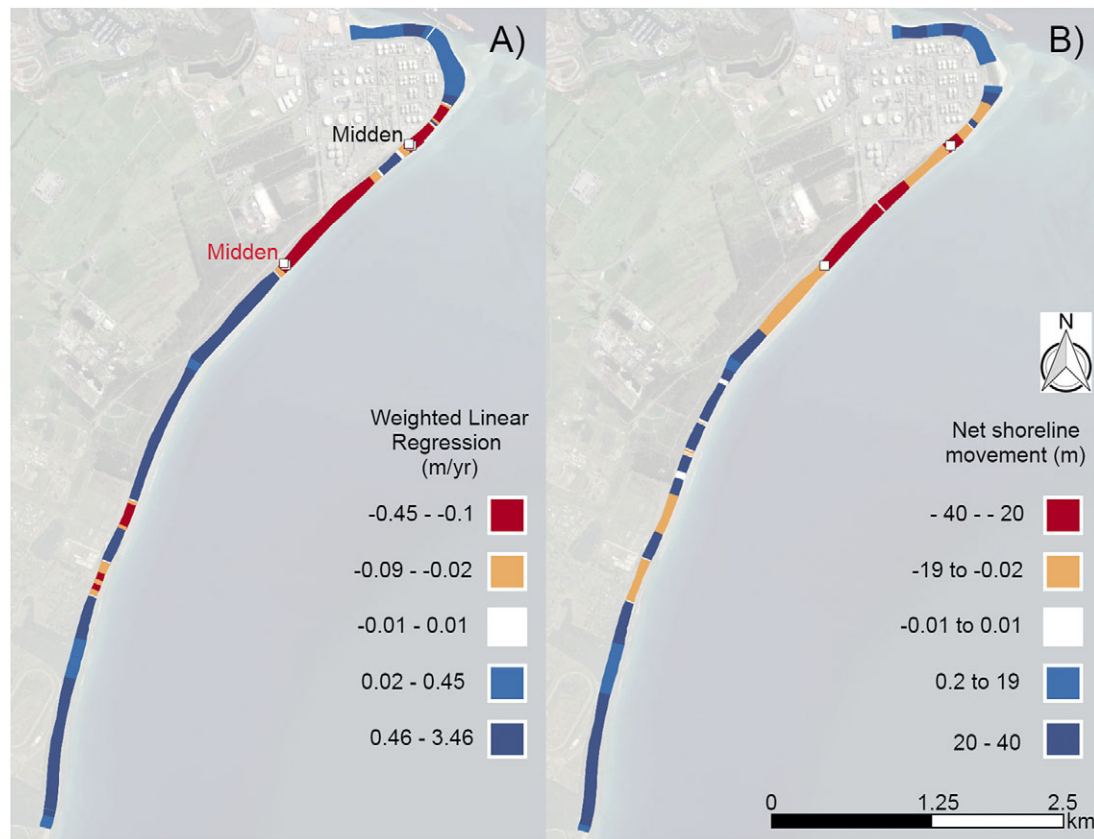 A)
Midden
Midden
Weighted Linear
Regression
(m/yr)
-0.45 - -0.1
-0.09 - -0.02
-0.01 - 0.01
0.02 - 0.45
0.46 - 3.46
B)
N
Net shoreline
movement (m)
- 40 - - 20
-19 to -0.02
-0.01 to 0.01
0.2 to 19
20 - 40
0 1.25 2.5
km